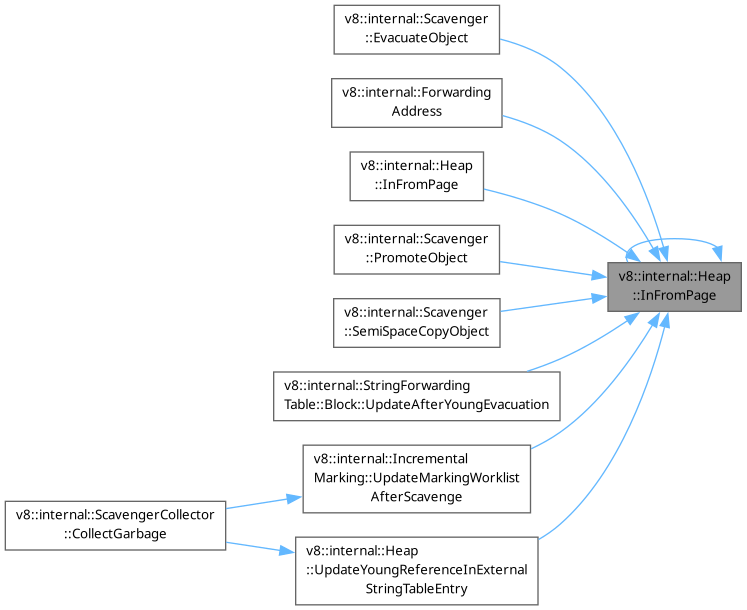 v8::internal::Scavenger
::EvacuateObject
v8::internal::Forwarding
Address
v8::internal::Heap
::InFromPage
v8::internal::Scavenger
::PromoteObject
v8::internal::Heap
::InFromPage
v8::internal::Scavenger
::SemiSpaceCopyObject
v8::internal::StringForwarding
Table::Block::UpdateAfterYoungEvacuation
v8::internal::Incremental
Marking::UpdateMarkingWorklist
AfterScavenge
v8::internal::ScavengerCollector
::CollectGarbage
v8::internal::Heap
::UpdateYoungReferenceInExternal
StringTableEntry